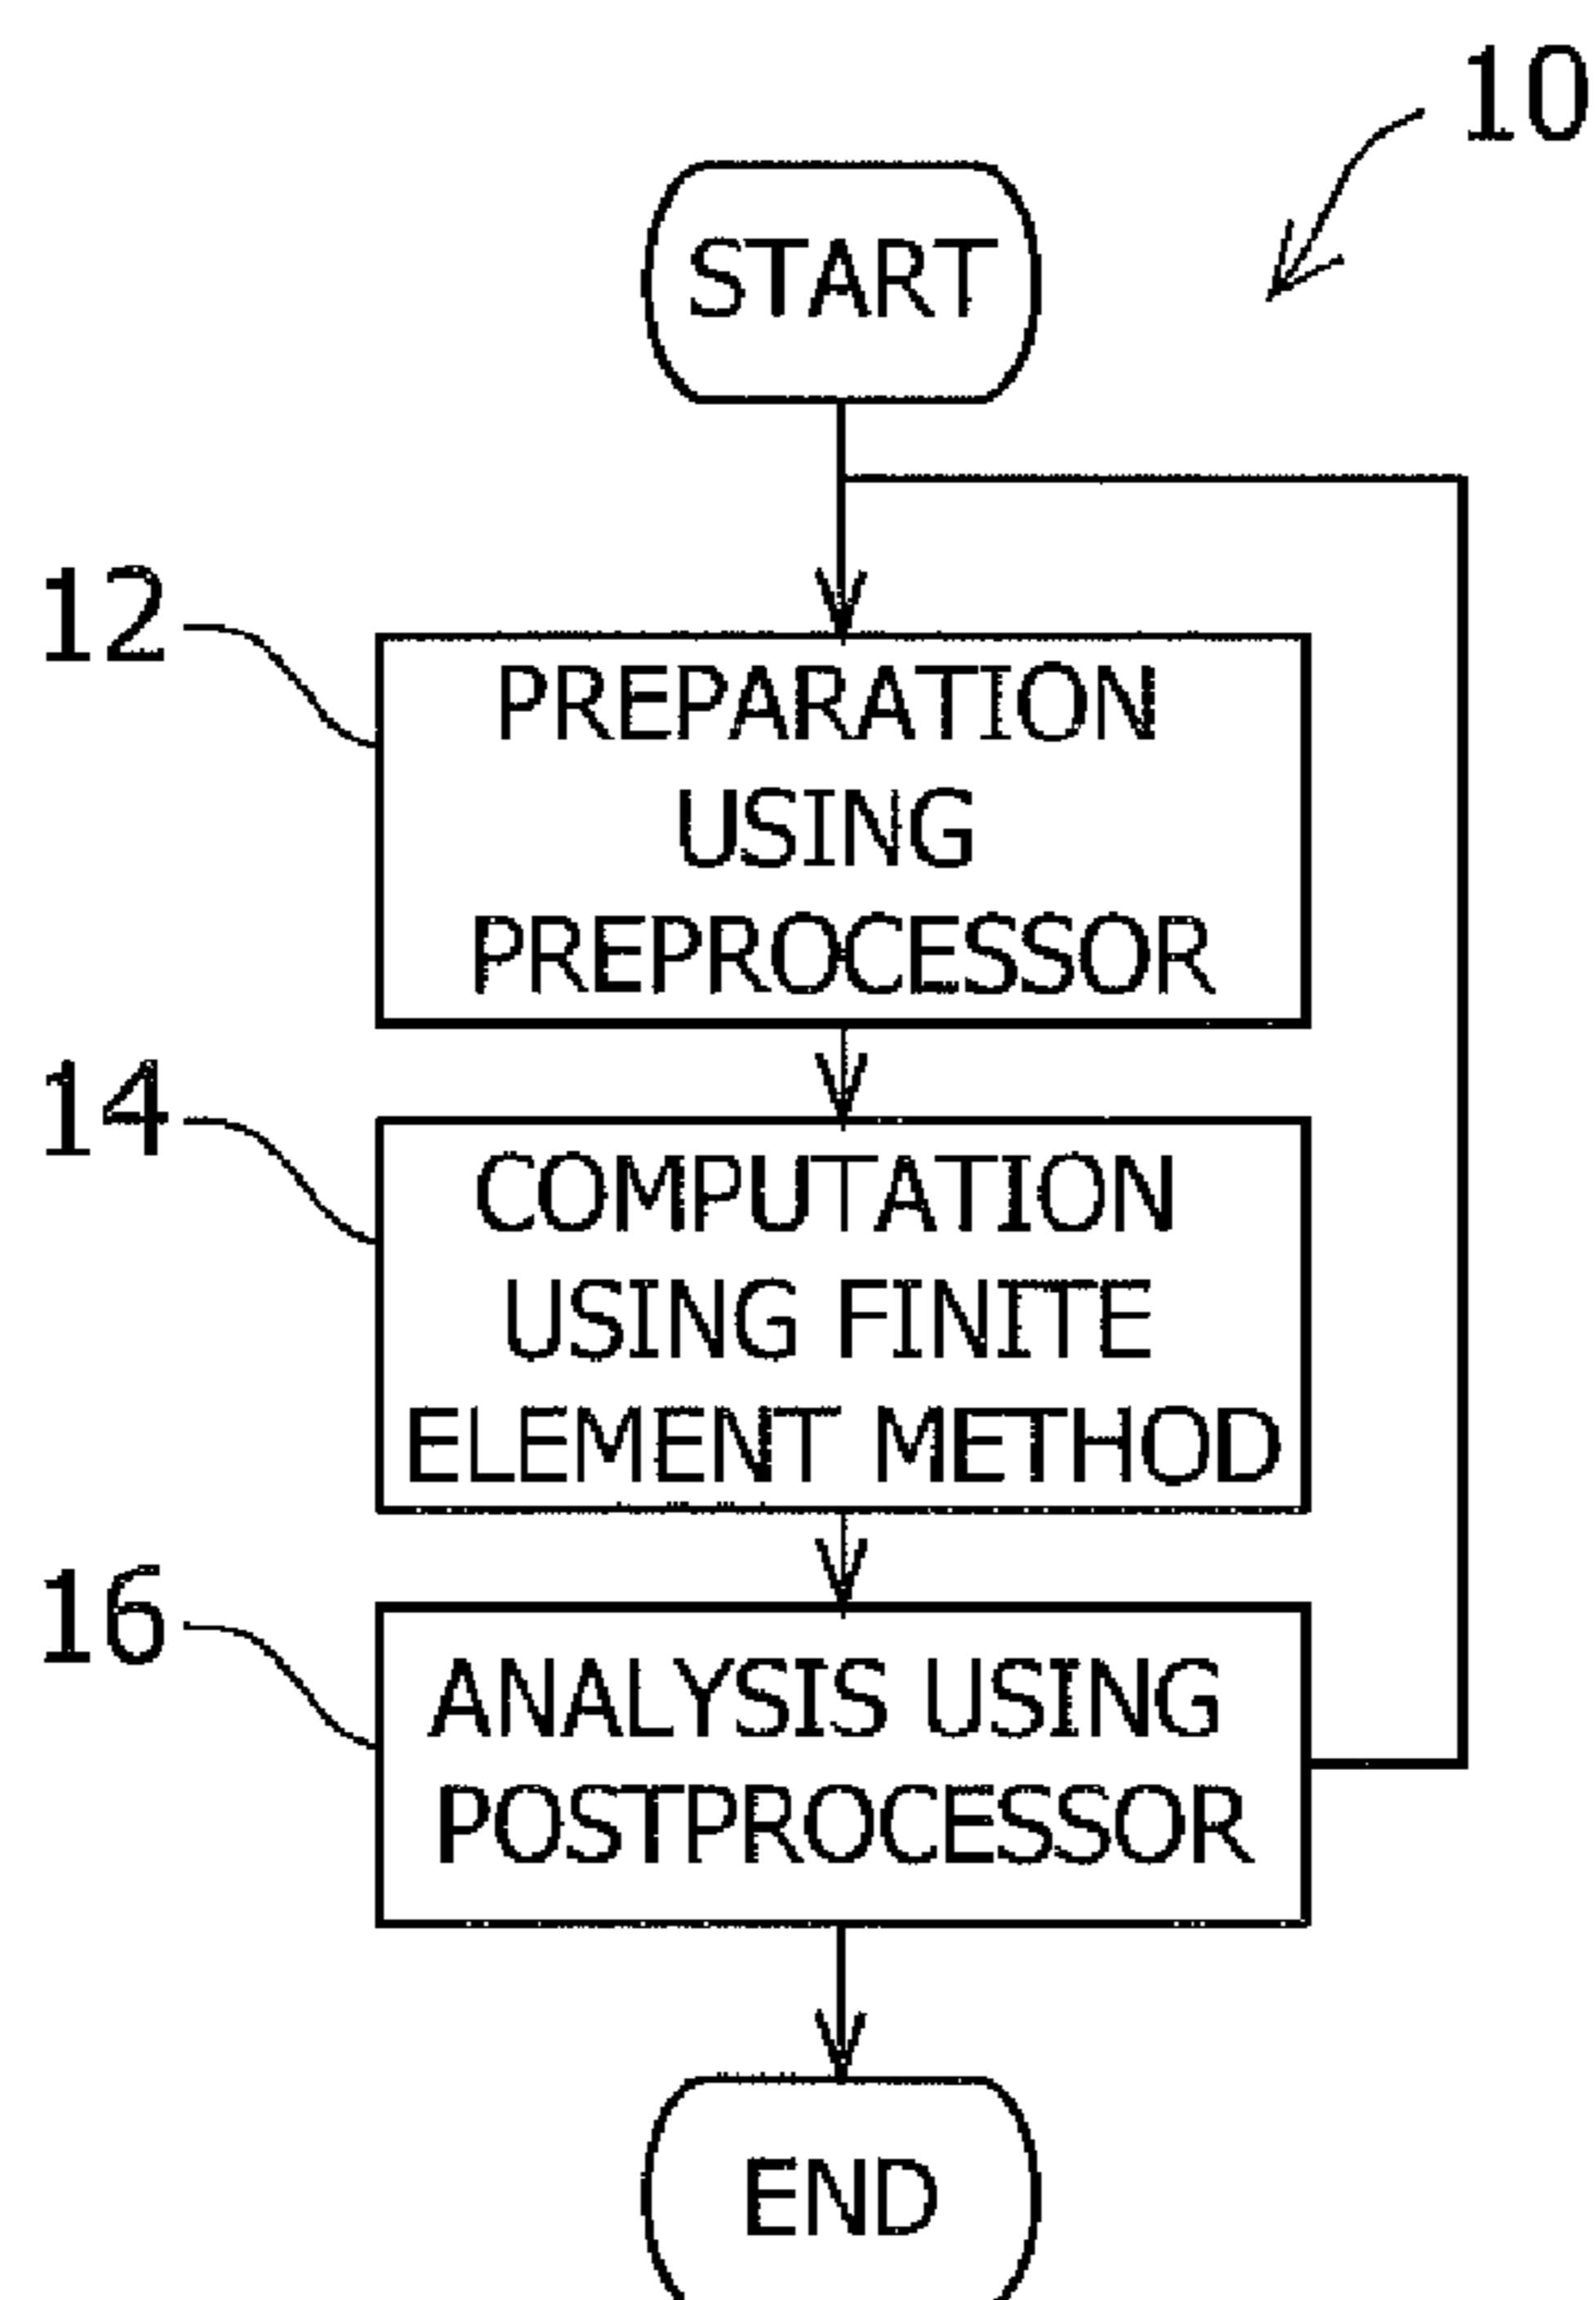 10
START
12
PREPARATION
USING
PREPROCESSOR
14
COMPUTATION
USING FINITE
ELEMENT METHOD
16
ANALYSIS USING
POSTPROCESSOR
END